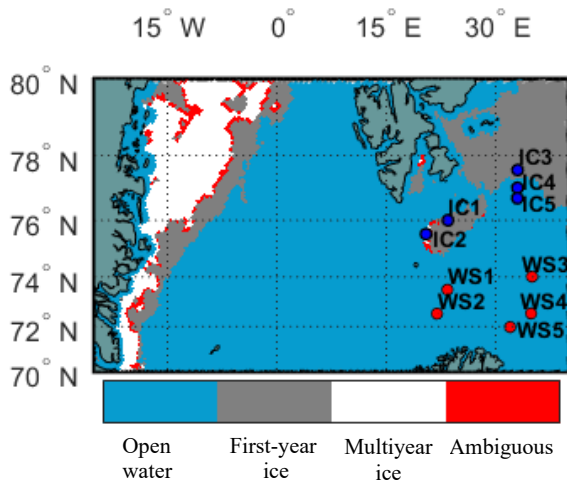 15° W 0° 15° E 30° E
80° N
78° N
IC3
IC4
IC5
76° N
IC1
IC2
74° N
WS3
WS1
WS2
WS4
72° N
WS5
70° N
Open water
First-year ice
Multiyear ice
Ambiguous